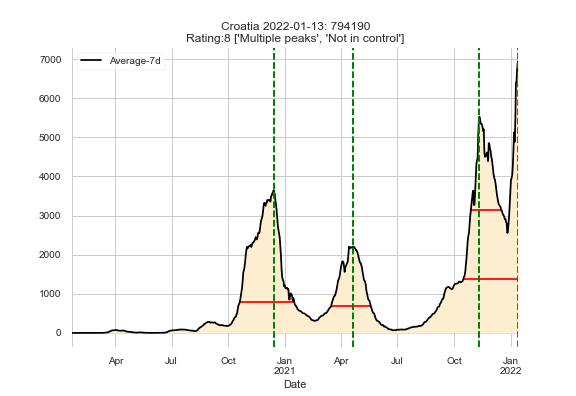 Croatia 2022-01-13: 794190
Rating:8 ['Multiple peaks', 'Not in control']
Average-7d
7000
6000
5000
4000
3000
2000
1000
0
Apr Jul Oct Jan Apr Jul Oct Jan
2021 2022
Date